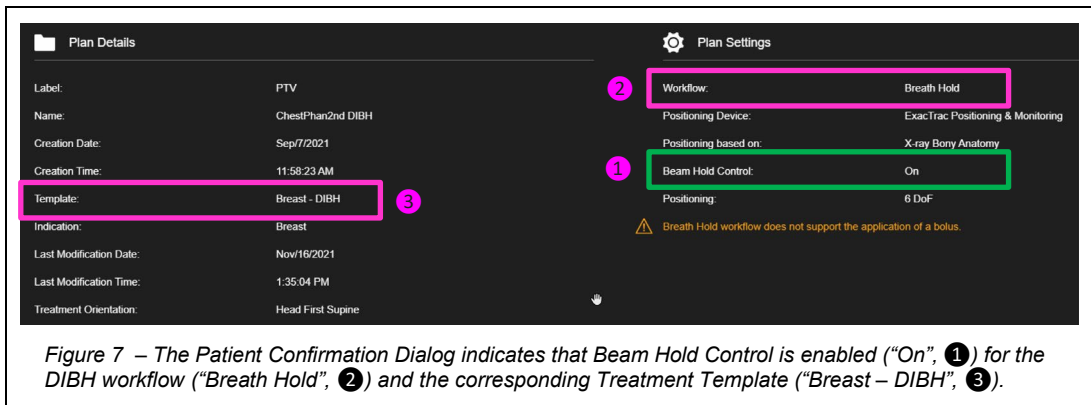 Plan Details
Label: PTV
Name: ChestPhan2nd DIBH
Creation Date: Sep/7/2021
Creation Time: 11:58:23 AM
Template: Breast - DIBH 3
Indication: Breast
Last Modification Date: Nov/16/2021
Last Modification Time: 1:35:04 PM
Treatment Orientation: Head First Supine
Plan Settings
2 Workflow: Breath Hold
Positioning Device: ExacTrac Positioning & Monitoring
Positioning based on: X-ray Bony Anatomy
1 Beam Hold Control: On
Positioning: 6 DoF
Breath Hold workflow does not support the application of a bolus.
Figure 7 – The Patient Confirmation Dialog indicates that Beam Hold Control is enabled (“On”, ❶) for the
DIBH workflow (“Breath Hold”, ❷) and the corresponding Treatment Template (“Breast – DIBH”, ❸).